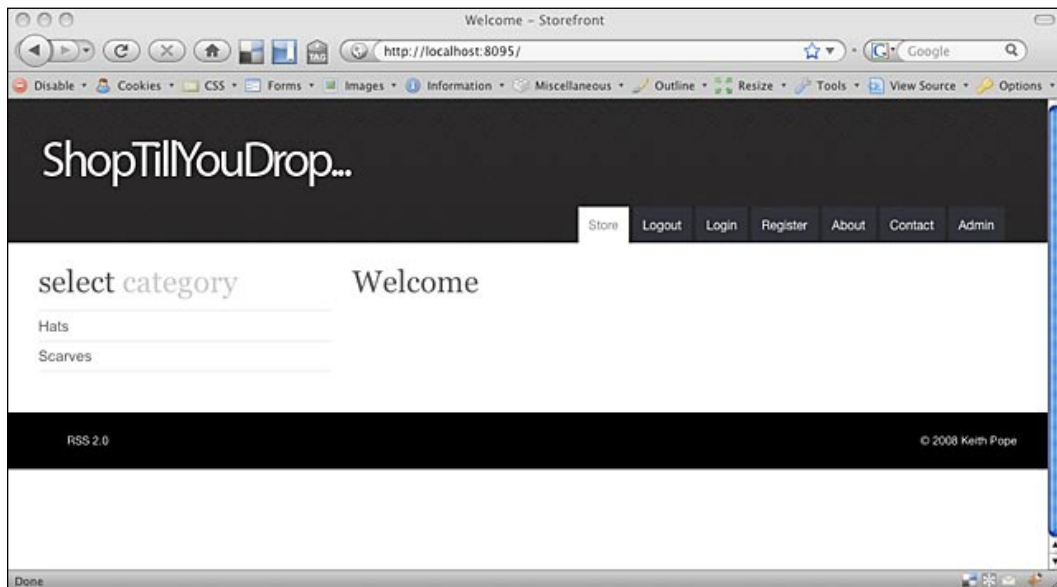 Welcome – Storefront
TAG
http://localhost:8095/
G Google
Disable Cookies CSS Forms Images Information Miscellaneous Outline Resize Tools View Source Options
ShopTillYouDrop...
Store Logout Login Register About Contact Admin
select category
Welcome
Hats
Scarves
RSS 2.0
© 2008 Keith Pope
Done